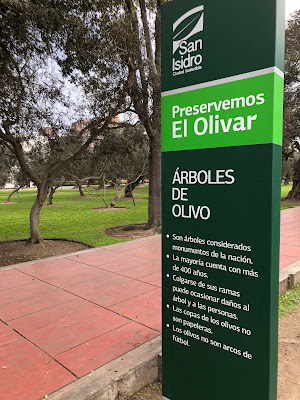 San
Isidro
Ciudad Sostenible
Preservemos
El Olivar
ÁRBOLES
DE
OLIVO
• Son árboles considerados
monumentos de la nación.
• La mayoría cuenta con más
de 400 años.
• Colgarse de sus ramas
puede ocasionar daños al
árbol y a las personas.
• Las copas de los olivos no
son papeleras.
• Los olivos no son arcos de
fútbol.